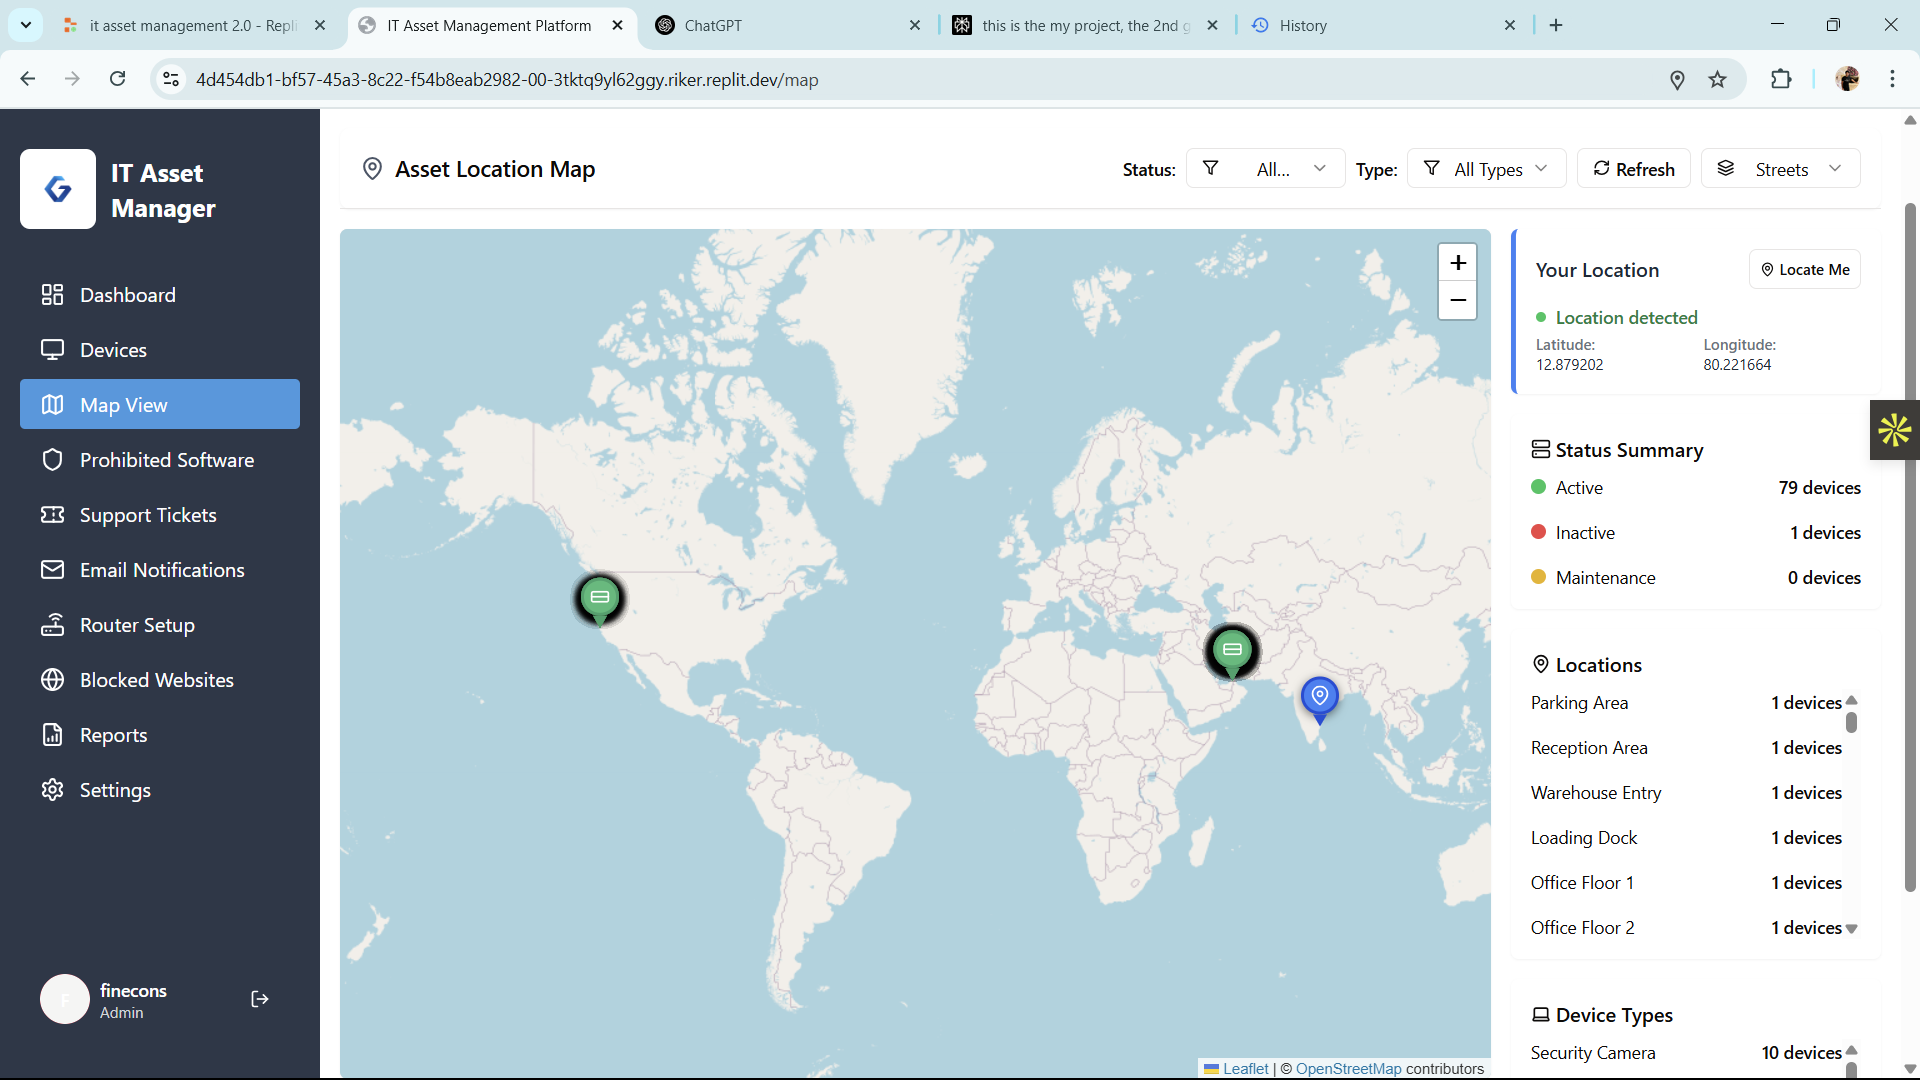 it asset management 2.0 - Repli
IT Asset Management Platform
ChatGPT
this is the my project, the 2nd g
History
4d454db1-bf57-45a3-8c22-f54b8eab2982-00-3tktq9yl62ggy.riker.replit.dev/map
IT Asset
Manager
Dashboard
Devices
Map View
Prohibited Software
Support Tickets
Email Notifications
Router Setup
Blocked Websites
Reports
Settings
F
finecons
Admin
Asset Location Map
Status:
All...
Type:
All Types
Refresh
Streets
+
−
Leaflet | © OpenStreetMap contributors
Your Location
Locate Me
Location detected
Latitude:
12.879202
Longitude:
80.221664
Status Summary
Active 79 devices
Inactive 1 devices
Maintenance 0 devices
Locations
Parking Area 1 devices
Reception Area 1 devices
Warehouse Entry 1 devices
Loading Dock 1 devices
Office Floor 1 1 devices
Office Floor 2 1 devices
Device Types
Security Camera 10 devices